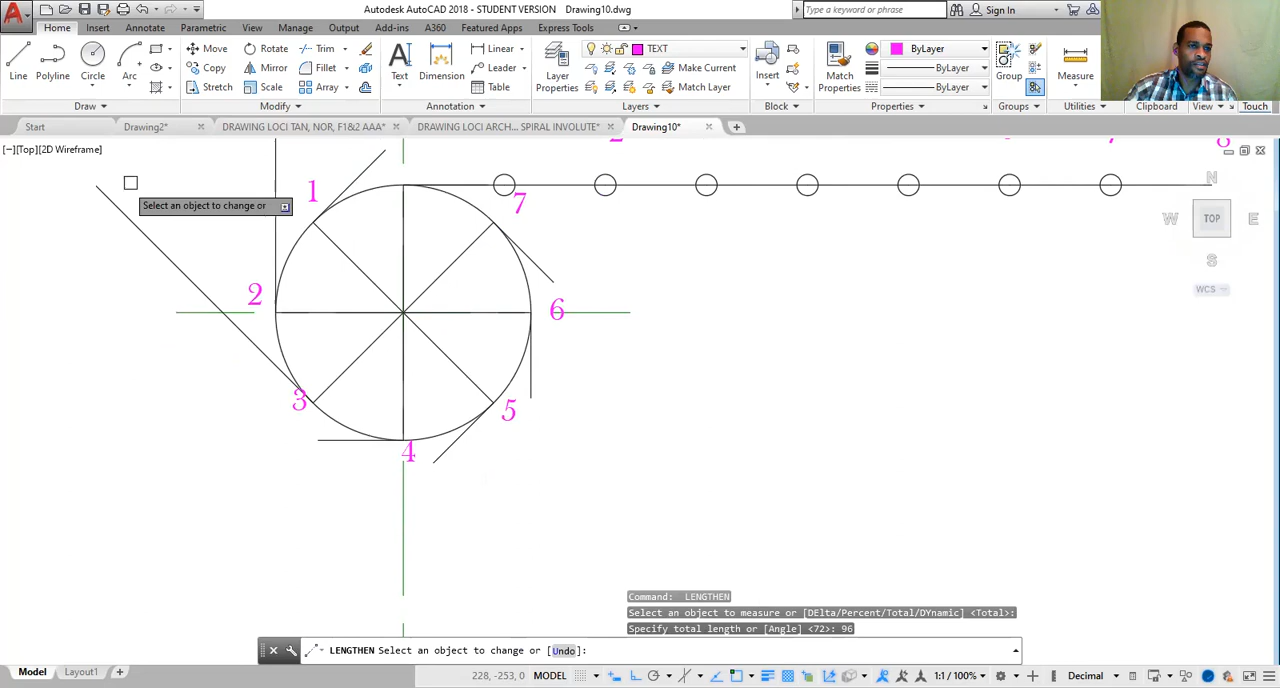 Autodesk AutoCAD 2018 - STUDENT VERSION Drawing10.dwg
Type a keyword or phrase
Sign In
Home Insert Annotate Parametric View Manage Output Add-ins A360 Featured Apps Express Tools
Line Polyline Circle Arc
Move Rotate Trim
Copy Mirror Fillet
Stretch Scale Array
Text Dimension
Linear
Leader
Table
Layer Properties
TEXT
Make Current
Match Layer
Insert
Match Properties
ByLayer
ByLayer
ByLayer
Group
Measure
Draw Modify Annotation Layers Block Properties Groups Utilities Clipboard View Touch
Start Drawing2* DRAWING LOCI TAN, NOR, F1&2 AAA* DRAWING LOCI ARCH... SPIRAL INVOLUTE* Drawing10*
[−][Top][2D Wireframe]
Select an object to change or
1
7
2
6
3
5
4
N
W TOP E
S
WCS
Command: LENGTHEN
Select an object to measure or [DElta/Percent/Total/DYnamic] <Total>:
Specify total length or [Angle] <72>: 96
LENGTHEN Select an object to change or [Undo]:
Model Layout1
228, -253, 0 MODEL
1:1 / 100%
Decimal